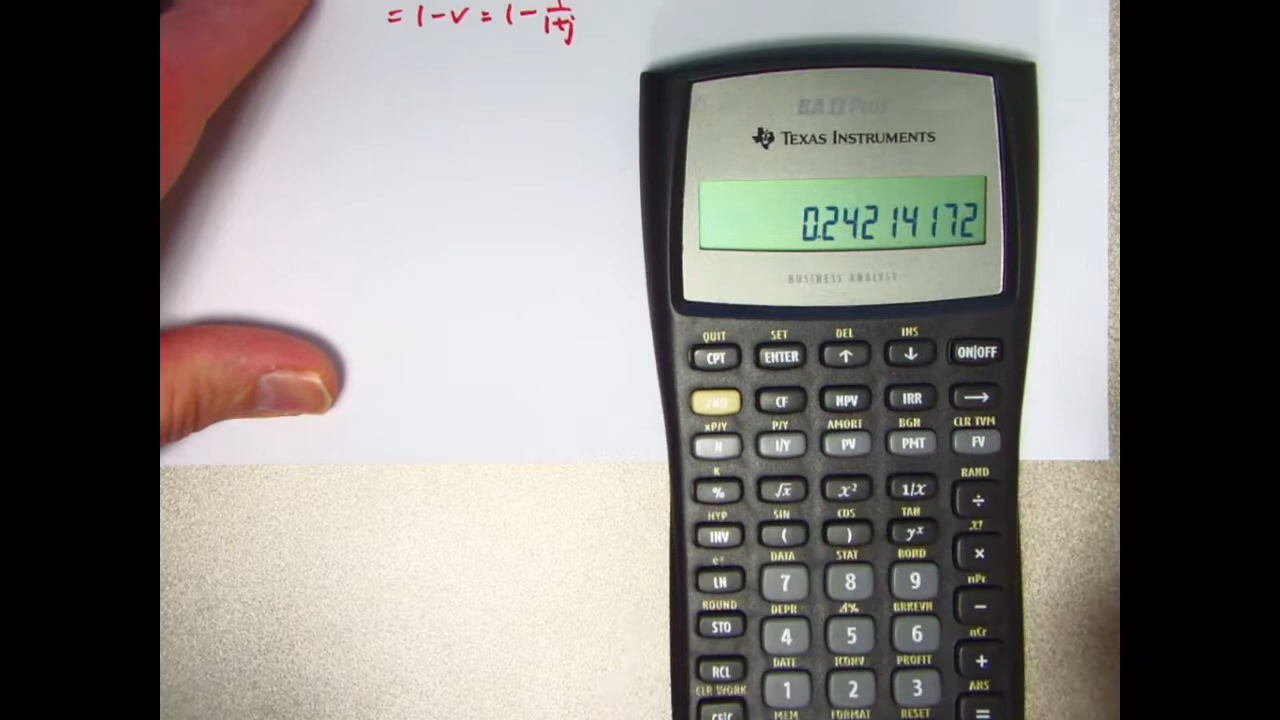 = 1 - v = 1 - 1/(1+j)
BA II PLUS
TEXAS INSTRUMENTS
0.24214172
BUSINESS ANALYST
QUIT SET DEL INS
CPT ENTER ↑ ↓ ON|OFF
2ND CF NPV IRR →
xP/Y P/Y AMORT BGN CLR TVM
N I/Y PV PMT FV
K RAND
% √x x² 1/x ÷
HYP SIN COS TAN x!
INV ( ) yˣ ×
eˣ DATA STAT BOND nPr
LN 7 8 9 −
ROUND DEPR Δ% BRKEVN nCr
STO 4 5 6 +
DATE ICONV PROFIT ANS
RCL 1 2 3 =
CLR WORK MEM FORMAT RESET
CE|C